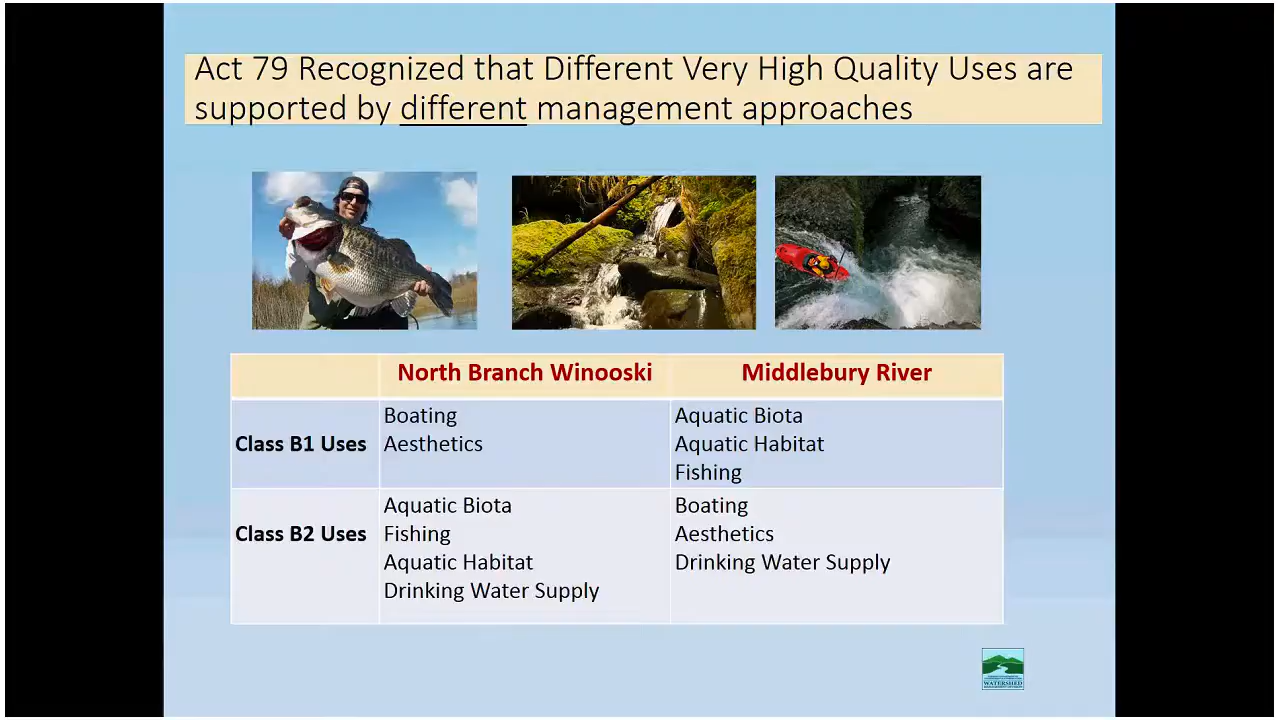 Act 79 Recognized that Different Very High Quality Uses are
supported by different management approaches
North Branch Winooski
Middlebury River
Class B1 Uses
Boating
Aesthetics
Aquatic Biota
Aquatic Habitat
Fishing
Class B2 Uses
Aquatic Biota
Fishing
Aquatic Habitat
Drinking Water Supply
Boating
Aesthetics
Drinking Water Supply
WATERSHED